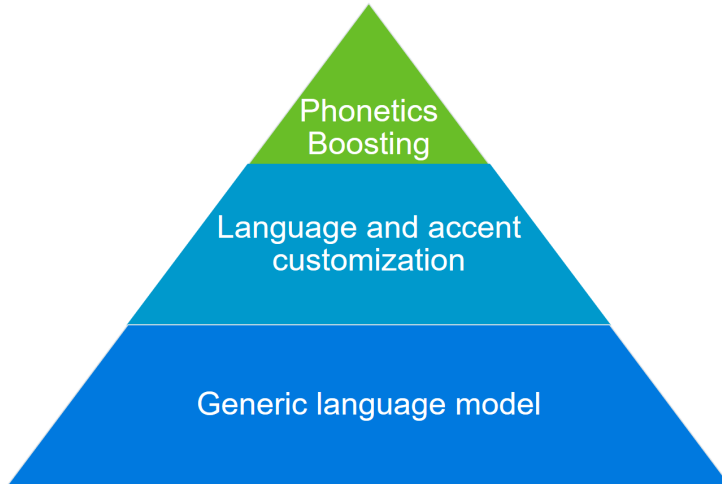 Phonetics
Boosting
Language and accent
customization
Generic language model